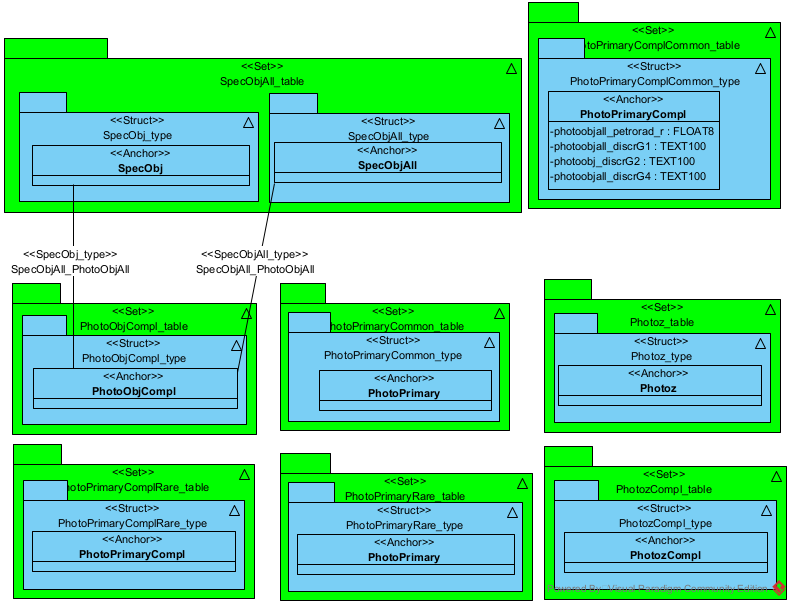 <<Set>>
SpecObjAll_table
<<Struct>>
SpecObj_type
<<Anchor>>
SpecObj
<<Struct>>
SpecObjAll_type
<<Anchor>>
SpecObjAll
<<Set>>
toPrimaryComplCommon_table
<<Struct>>
PhotoPrimaryComplCommon_type
<<Anchor>>
PhotoPrimaryCompl
-photoobjall_petrorad_r : FLOAT8
-photoobjall_discrG1 : TEXT100
-photoobj_discrG2 : TEXT100
-photoobjall_discrG4 : TEXT100
<<SpecObj_type>>
SpecObjAll_PhotoObjAll
<<SpecObjAll_type>>
SpecObjAll_PhotoObjAll
<<Set>>
PhotoObjCompl_table
<<Struct>>
PhotoObjCompl_type
<<Anchor>>
PhotoObjCompl
<<Set>>
hotoPrimaryCommon_table
<<Struct>>
PhotoPrimaryCommon_type
<<Anchor>>
PhotoPrimary
<<Set>>
Photoz_table
<<Struct>>
Photoz_type
<<Anchor>>
Photoz
<<Set>>
otoPrimaryComplRare_table
<<Struct>>
PhotoPrimaryComplRare_type
<<Anchor>>
PhotoPrimaryCompl
<<Set>>
PhotoPrimaryRare_table
<<Struct>>
PhotoPrimaryRare_type
<<Anchor>>
PhotoPrimary
<<Set>>
PhotozCompl_table
<<Struct>>
PhotozCompl_type
<<Anchor>>
PhotozCompl
Powered By Visual Paradigm Community Edition